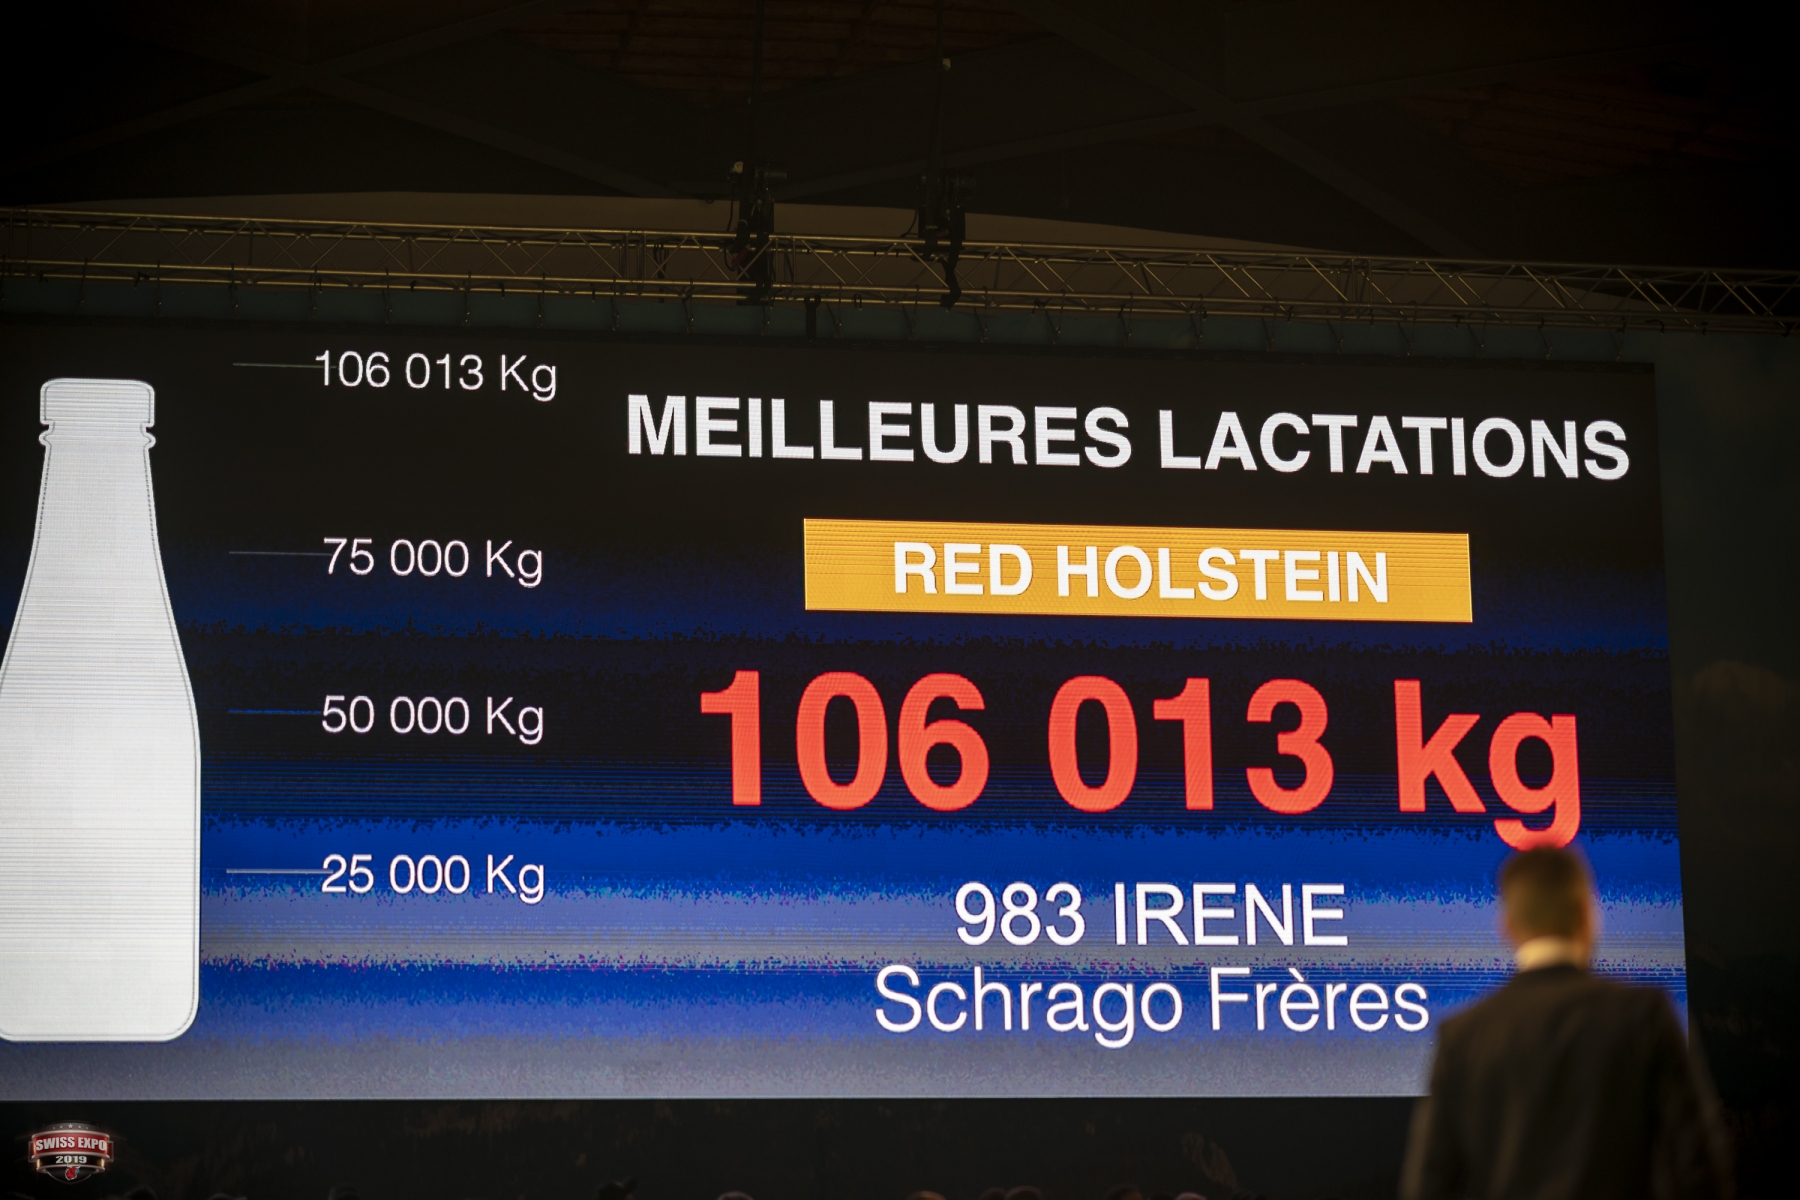 106 013 Kg
75 000 Kg
50 000 Kg
25 000 Kg
MEILLEURES LACTATIONS
RED HOLSTEIN
106 013 kg
983 IRENE
Schrago Frères
SWISS EXPO
2019